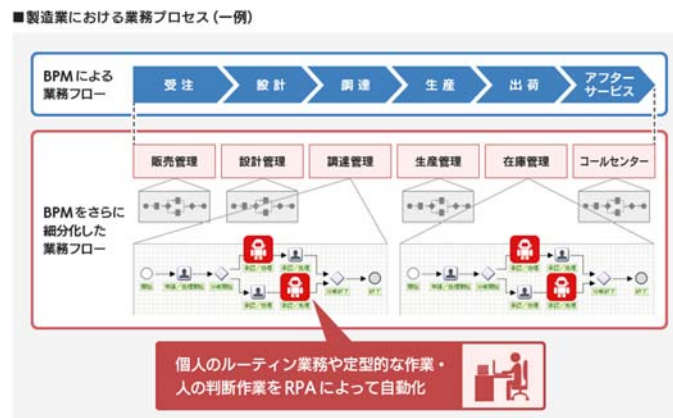 ■製造業における業務プロセス(一例)
BPMによる
業務フロー
受注
設計
調達
生産
出荷
アフター
サービス
販売管理
設計管理
調達管理
生産管理
在庫管理
コールセンター
BPMをさらに
細分化した
業務フロー
個人のルーティン業務や定型的な作業・
人の判断作業をRPAによって自動化